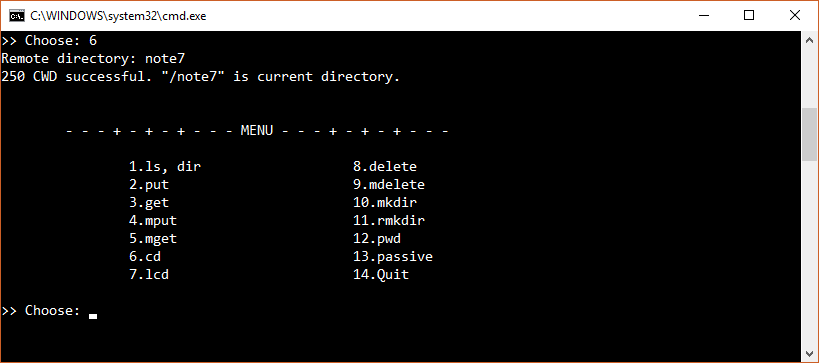 C:\WINDOWS\system32\cmd.exe
>> Choose: 6
Remote directory: note7
250 CWD successful. "/note7" is current directory.
- - - + - + - + - - - MENU - - - + - + - + - - -
1.ls, dir 8.delete
2.put 9.mdelete
3.get 10.mkdir
4.mput 11.rmkdir
5.mget 12.pwd
6.cd 13.passive
7.lcd 14.Quit
>> Choose: